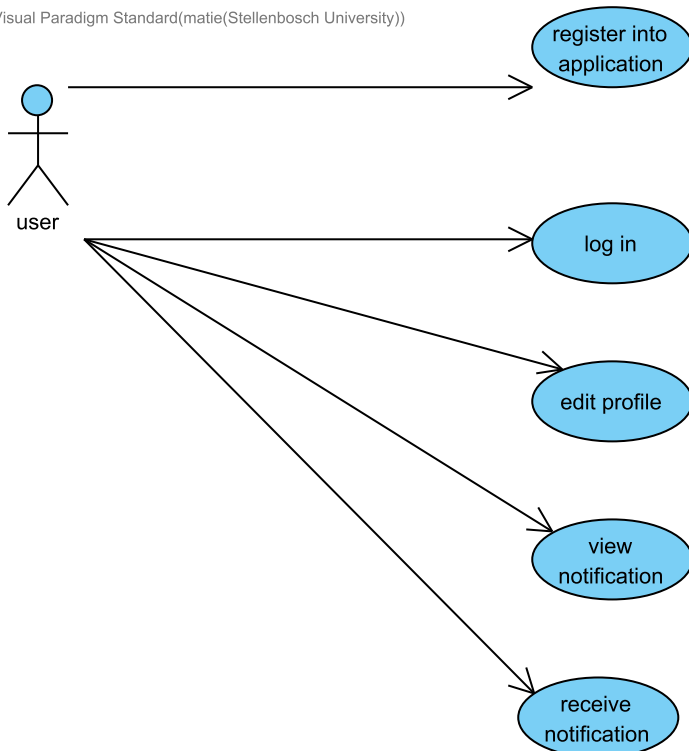 Visual Paradigm Standard(matie(Stellenbosch University))
register into
application
user
log in
edit profile
view
notification
receive
notification